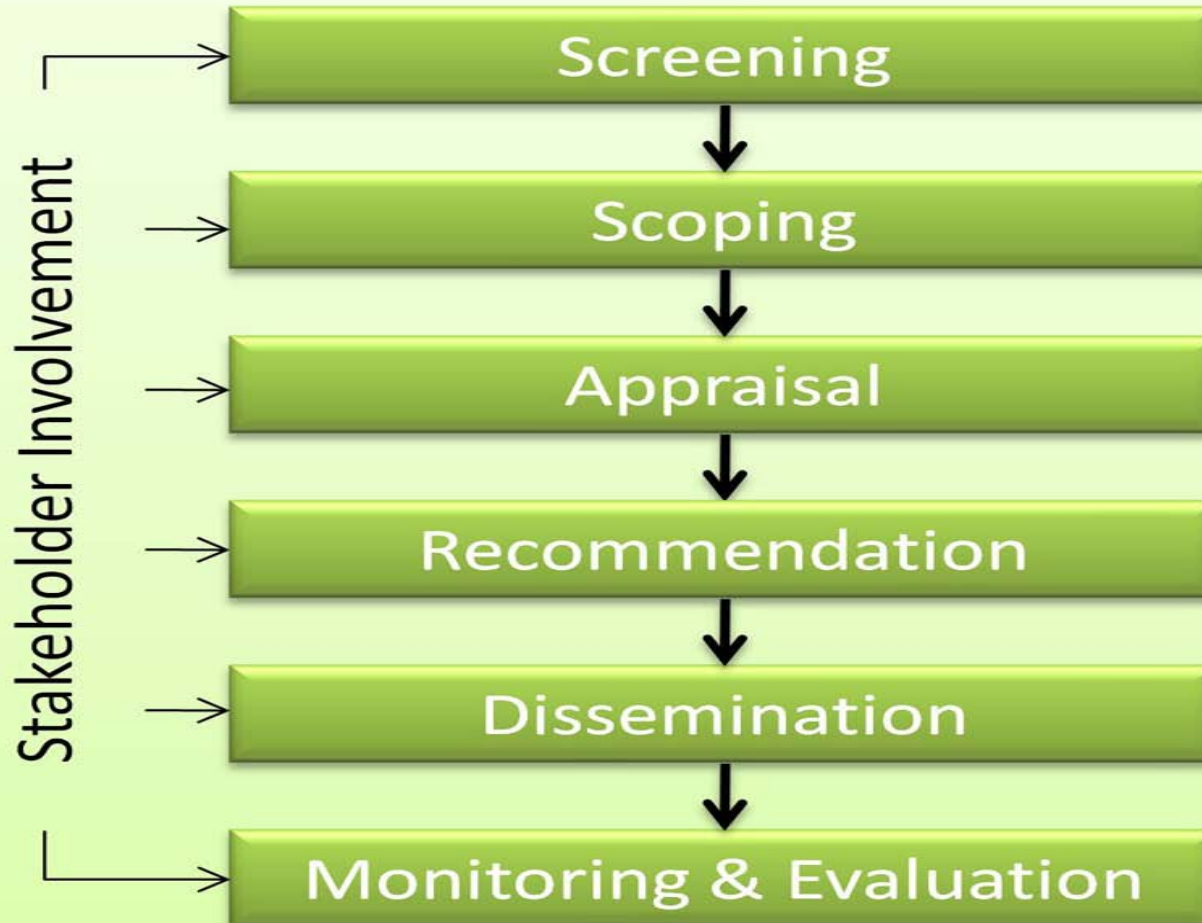 Stakeholder Involvement
Screening
Scoping
Appraisal
Recommendation
Dissemination
Monitoring & Evaluation